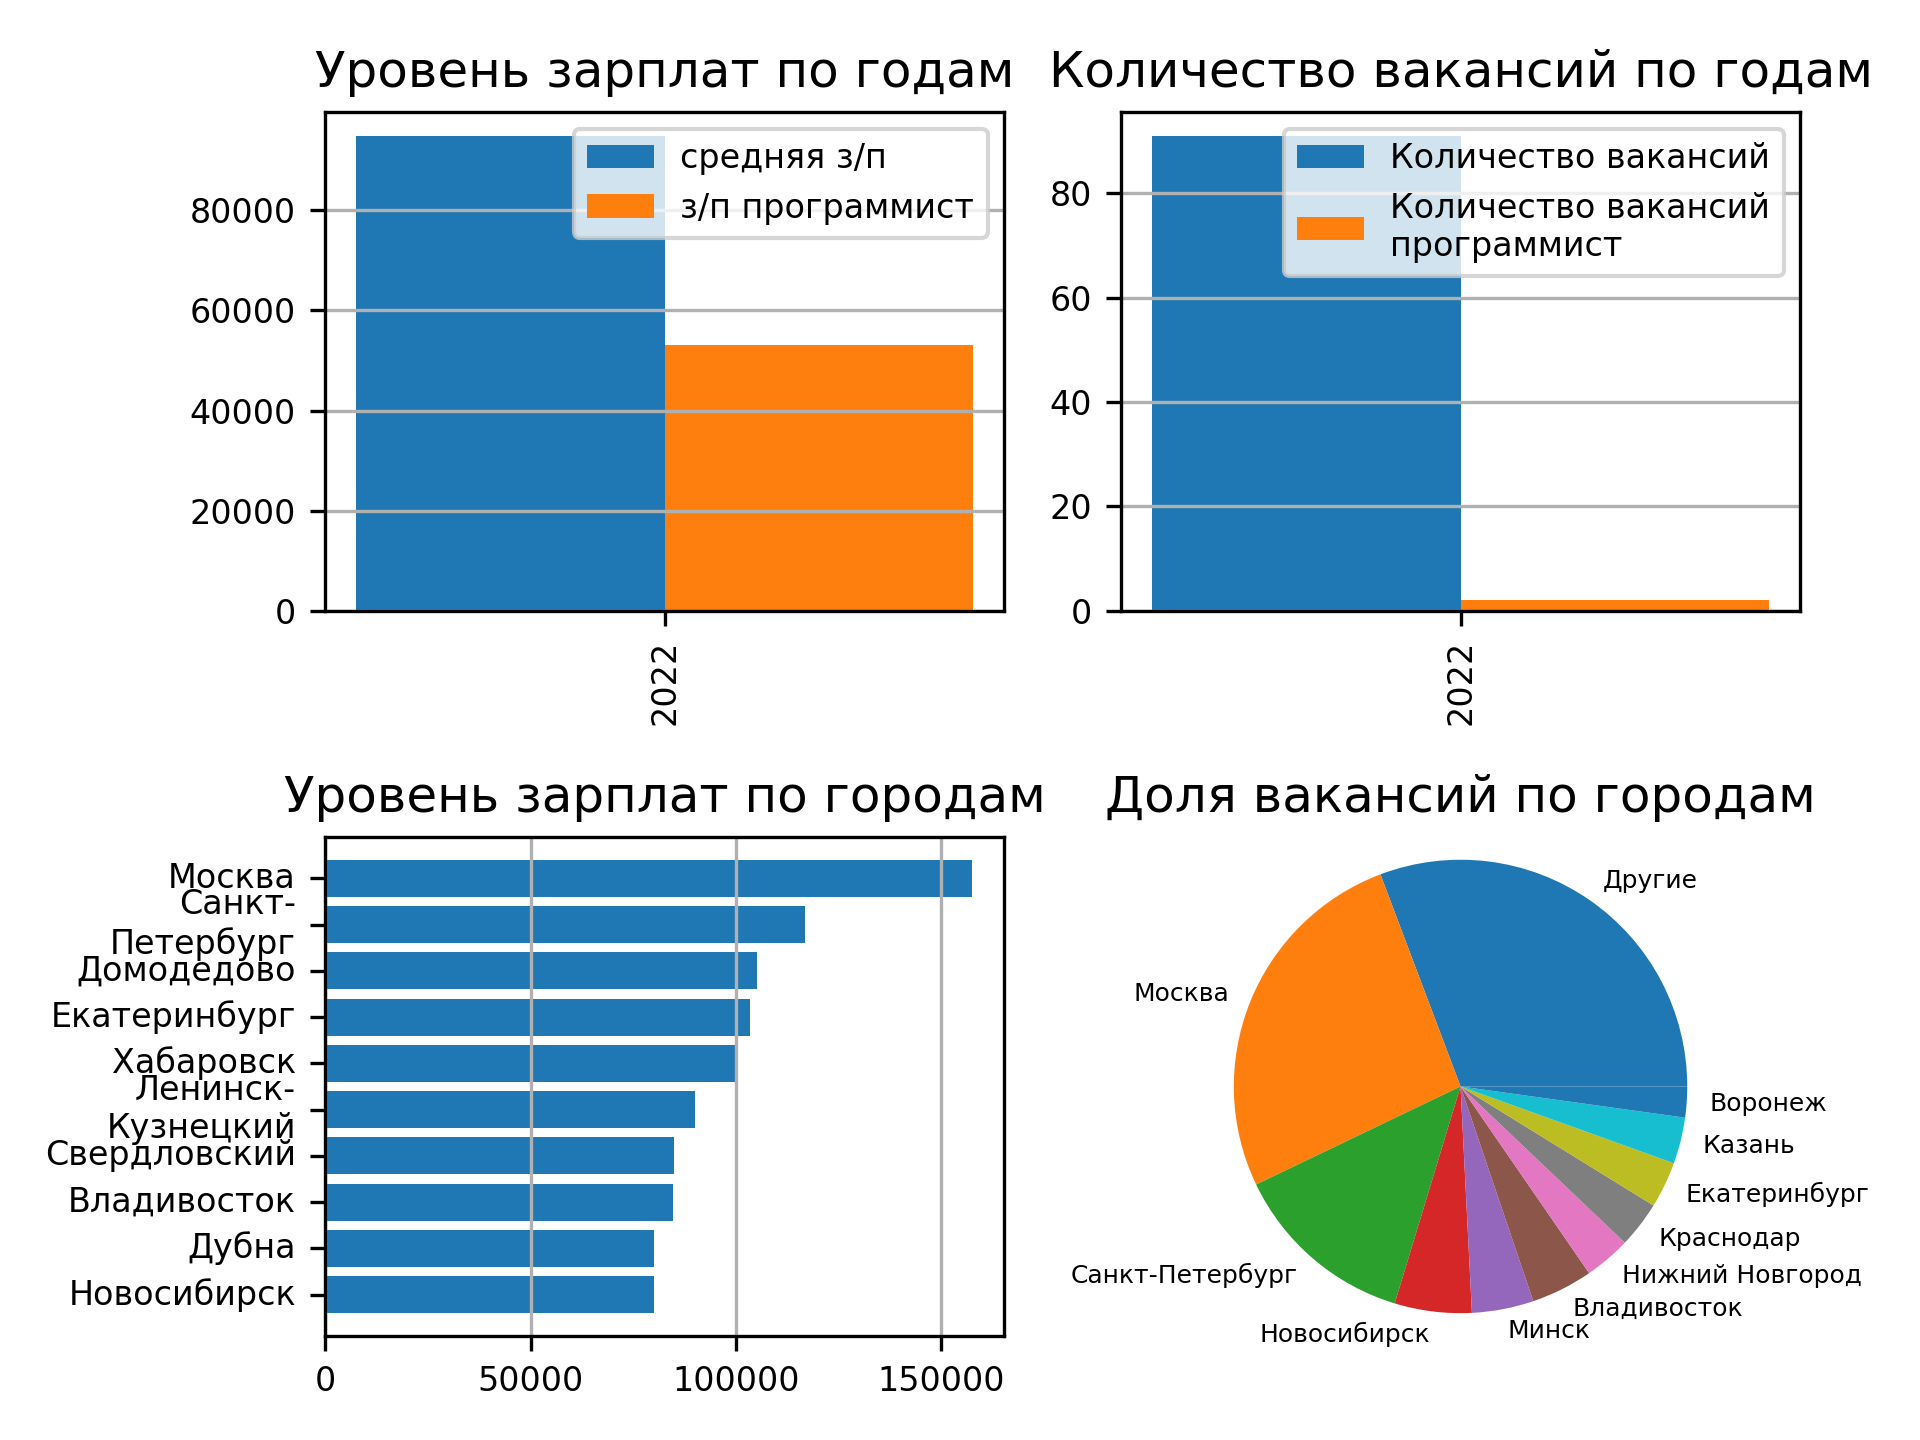 Уровень зарплат по годам
80000
60000
40000
20000
0
средняя з/п
з/п программист
2022
Количество вакансий по годам
80
60
40
20
0
Количество вакансий
Количество вакансий
программист
2022
Уровень зарплат по городам
Москва
Санкт-
Петербург
Домодедово
Екатеринбург
Хабаровск
Ленинск-
Кузнецкий
Свердловский
Владивосток
Дубна
Новосибирск
0
50000
100000
150000
Доля вакансий по городам
Другие
Москва
Санкт-Петербург
Новосибирск
Минск
Владивосток
Нижний Новгород
Краснодар
Екатеринбург
Казань
Воронеж